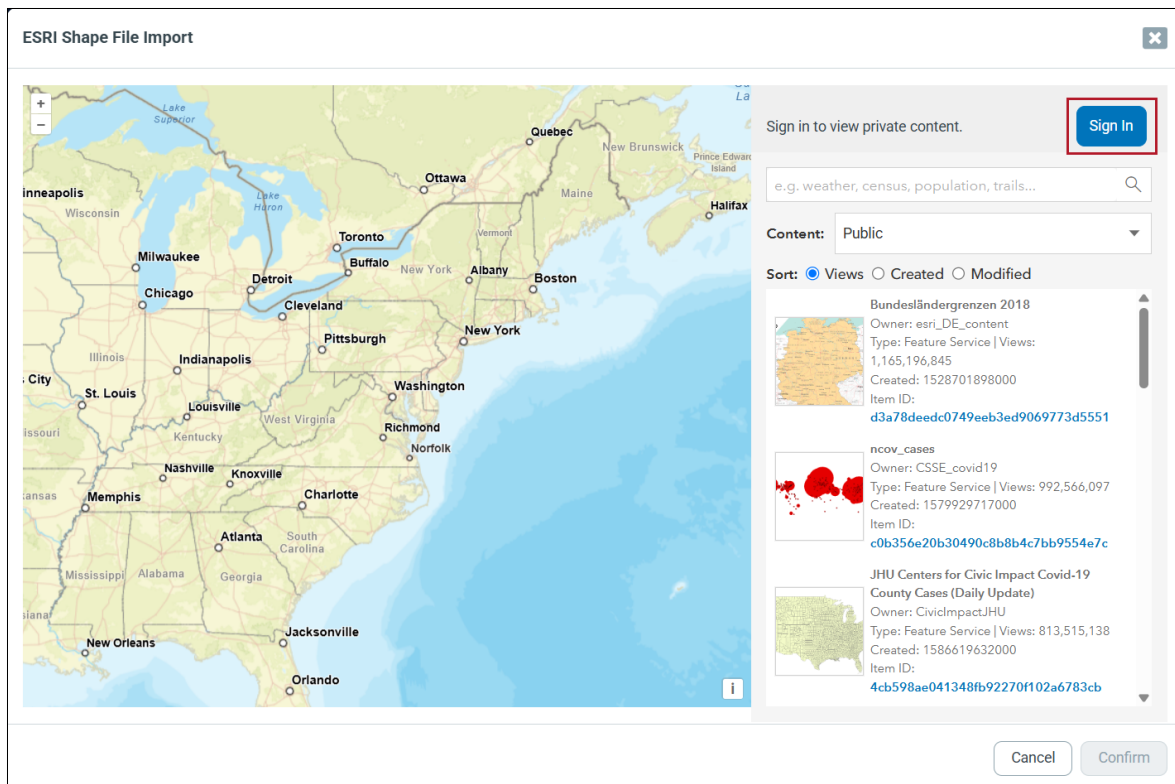 ESRI Shape File Import
+
−
Lake
Superior
La
Quebec
New Brunswick
Prince Edward
Island
Ottawa
Maine
Halifax
inneapolis
Wisconsin
Lake
Huron
Toronto
Vermont
Milwaukee
Buffalo
New York
Albany
Boston
Detroit
Chicago
Cleveland
New York
Pittsburgh
Illinois
Indianapolis
City
St. Louis
Washington
Louisville
West Virginia
Richmond
issouri
Kentucky
Norfolk
Nashville
Knoxville
ansas
Memphis
Charlotte
Atlanta
South
Carolina
Mississippi
Alabama
Georgia
siana
New Orleans
Jacksonville
Orlando
i
Sign in to view private content.
Sign In
e.g. weather, census, population, trails...
Content: Public
Sort: Views Created Modified
Bundesländergrenzen 2018
Owner: esri_DE_content
Type: Feature Service | Views:
1,165,196,845
Created: 1528701898000
Item ID:
d3a78deedc0749eeb3ed9069773d5551
ncov_cases
Owner: CSSE_covid19
Type: Feature Service | Views: 992,566,097
Created: 1579929717000
Item ID:
c0b356e20b30490c8b8b4c7bb9554e7c
JHU Centers for Civic Impact Covid-19
County Cases (Daily Update)
Owner: CivicImpactJHU
Type: Feature Service | Views: 813,515,138
Created: 1586619632000
Item ID:
4cb598ae041348fb92270f102a6783cb
Cancel
Confirm